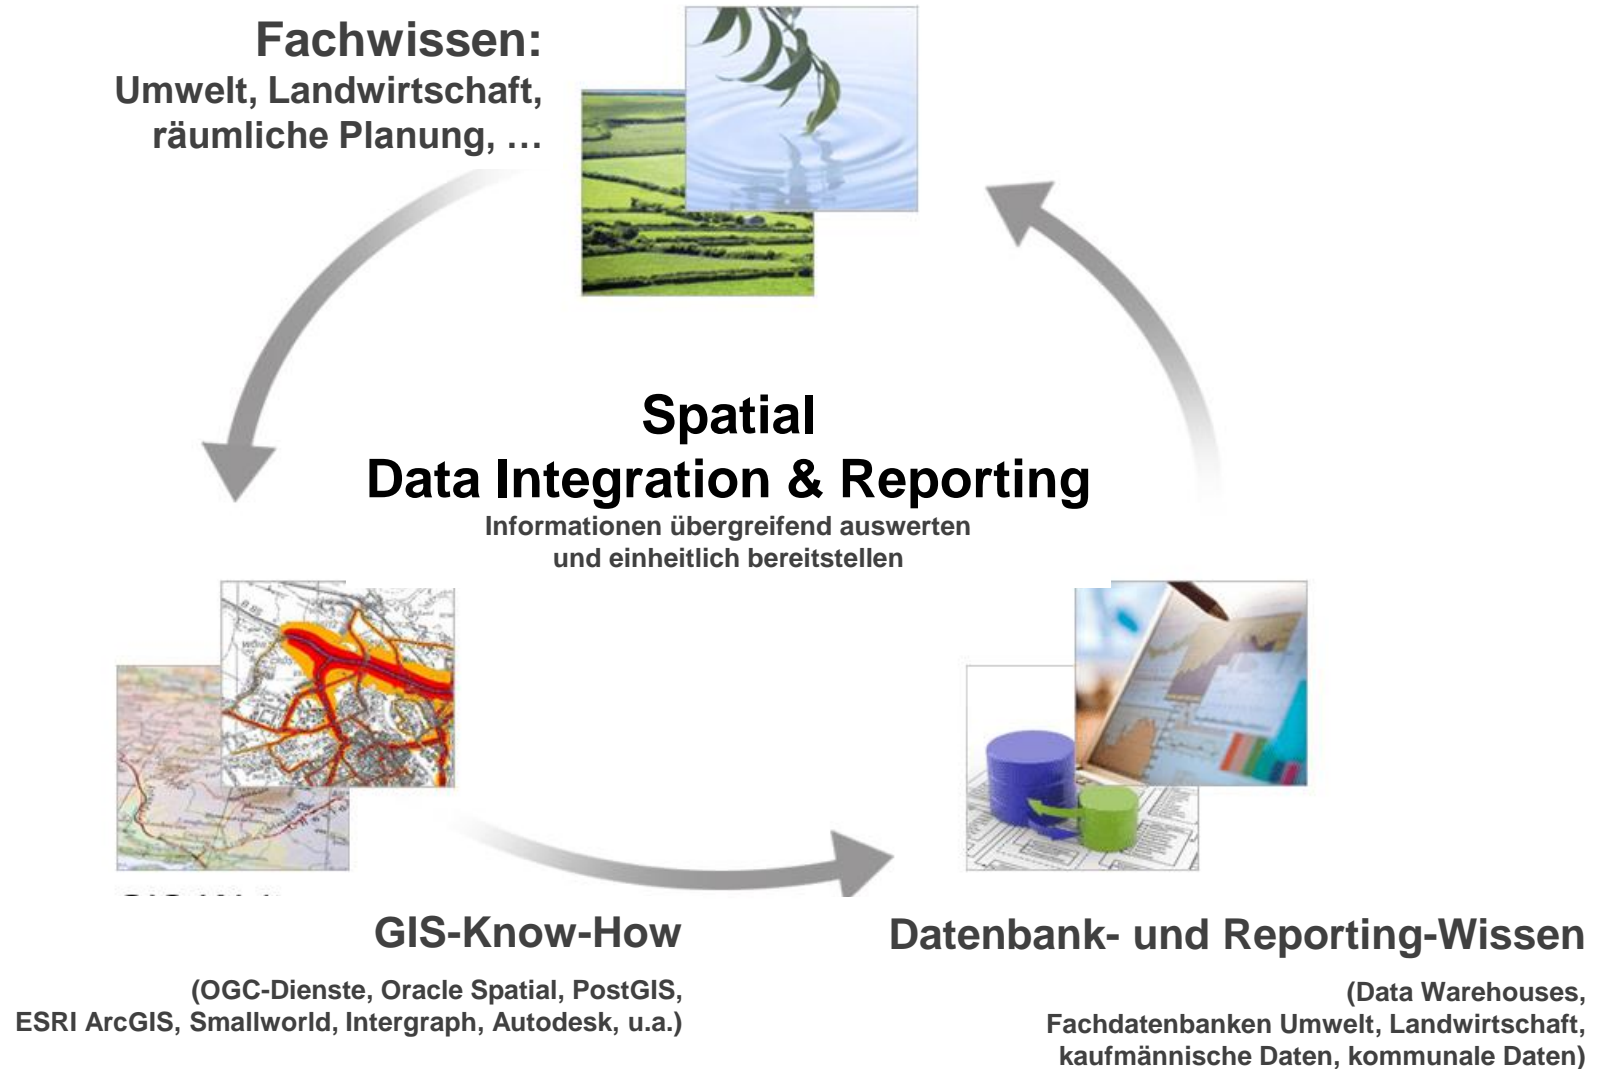 Fachwissen:
Umwelt, Landwirtschaft,
räumliche Planung, …
Spatial
Data Integration & Reporting
Informationen übergreifend auswerten
und einheitlich bereitstellen
B 95
GIS-Know-How
(OGC-Dienste, Oracle Spatial, PostGIS,
ESRI ArcGIS, Smallworld, Intergraph, Autodesk, u.a.)
Datenbank- und Reporting-Wissen
(Data Warehouses,
Fachdatenbanken Umwelt, Landwirtschaft,
kaufmännische Daten, kommunale Daten)